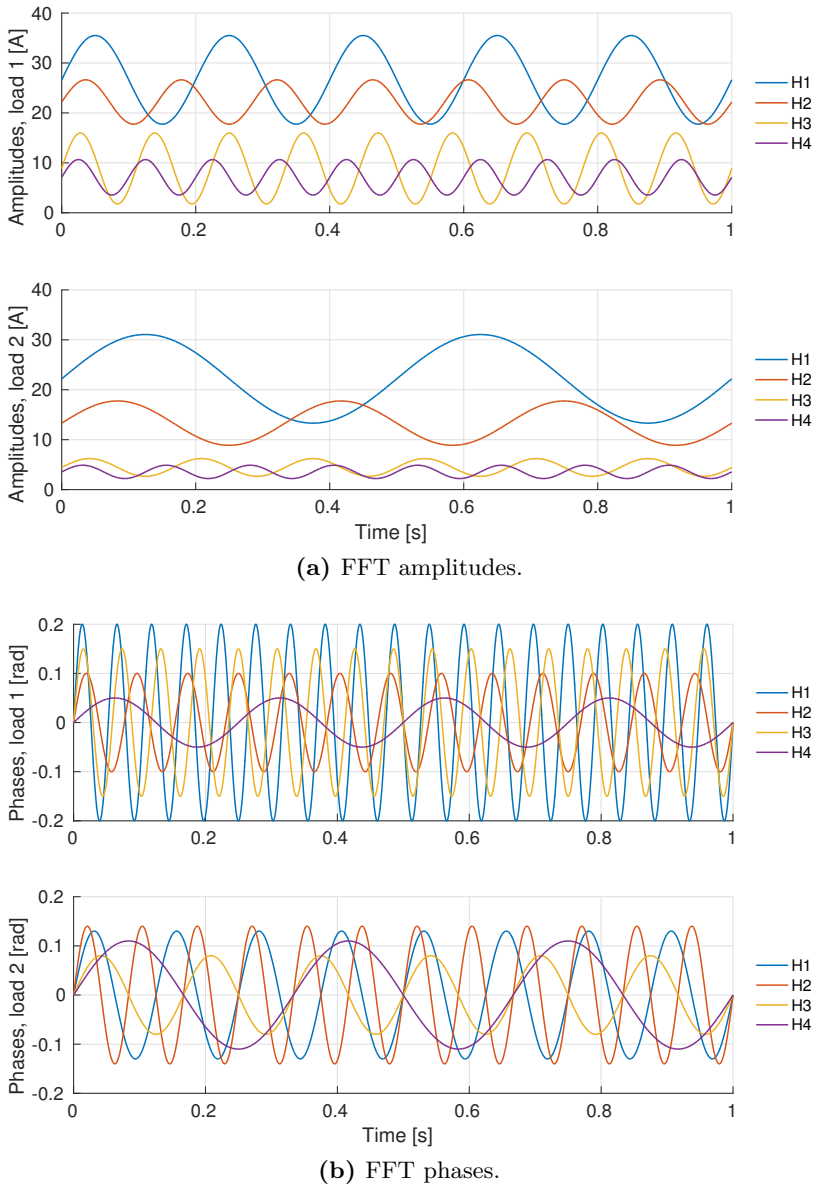 Amplitudes, load 1 [A]
40
30
20
10
0
0 0.2 0.4 0.6 0.8 1
H1
H2
H3
H4
Amplitudes, load 2 [A]
40
30
20
10
0
0 0.2 0.4 0.6 0.8 1
Time [s]
H1
H2
H3
H4
(a) FFT amplitudes.
Phases, load 1 [rad]
0.2
0.1
0
-0.1
-0.2
0 0.2 0.4 0.6 0.8 1
H1
H2
H3
H4
Phases, load 2 [rad]
0.2
0.1
0
-0.1
-0.2
0 0.2 0.4 0.6 0.8 1
Time [s]
H1
H2
H3
H4
(b) FFT phases.